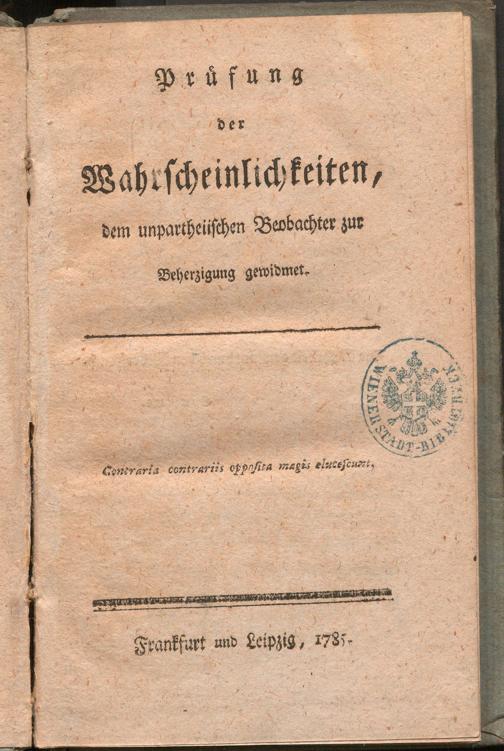 Prüfung
der
Wahrscheinlichkeiten,
dem unpartheiischen Beobachter zur
Beherzigung gewidmet.
Contraria contrariis opposita magis elucescunt.
WIENER STADT-BIBLIOTHECK
Frankfurt und Leipzig, 1785.